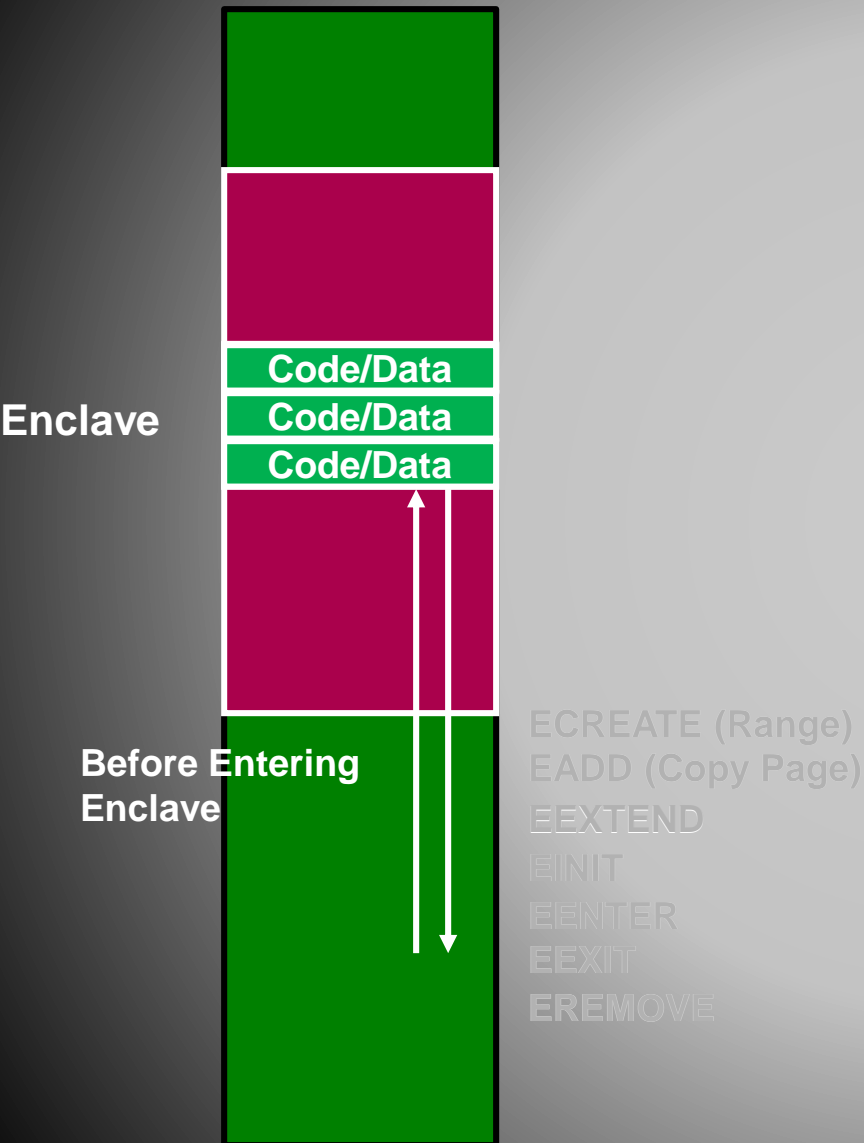 Code/Data
Code/Data
Enclave
Code/Data
Before Entering
Enclave
ECREATE (Range)
EADD (Copy Page)
EEXTEND
EINIT
EENTER
EEXIT
EREMOVE